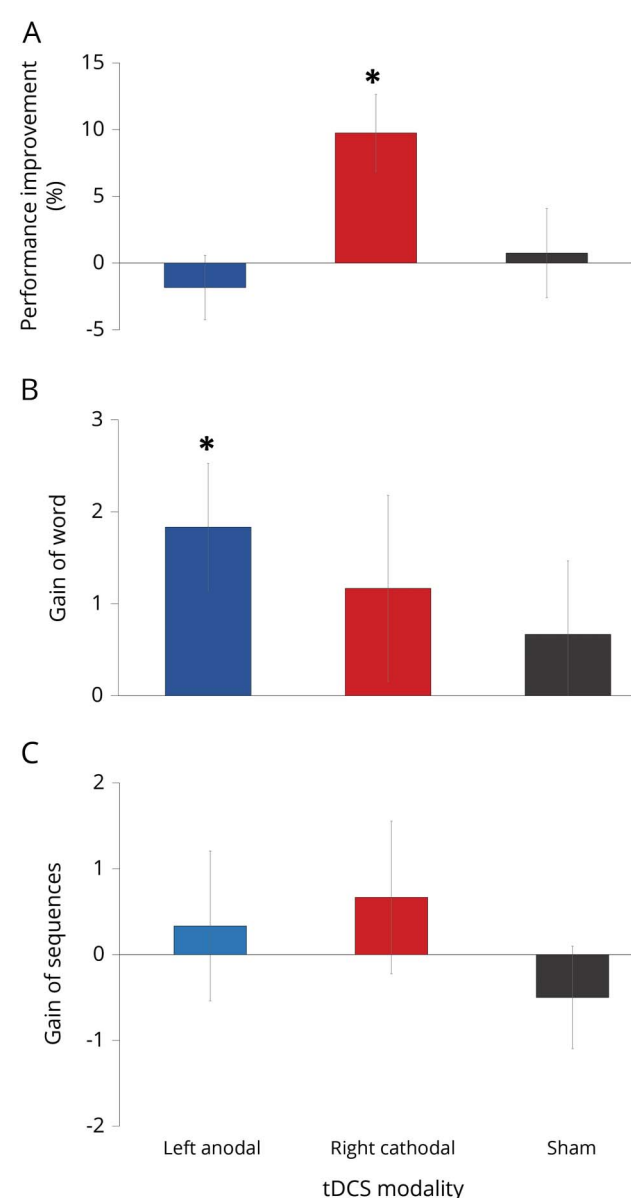 A
Performance improvement
(%)
15
10
5
0
-5
*
B
Gain of word
3
2
1
0
*
C
Gain of sequences
2
1
0
-1
-2
Left anodal
Right cathodal
Sham
tDCS modality